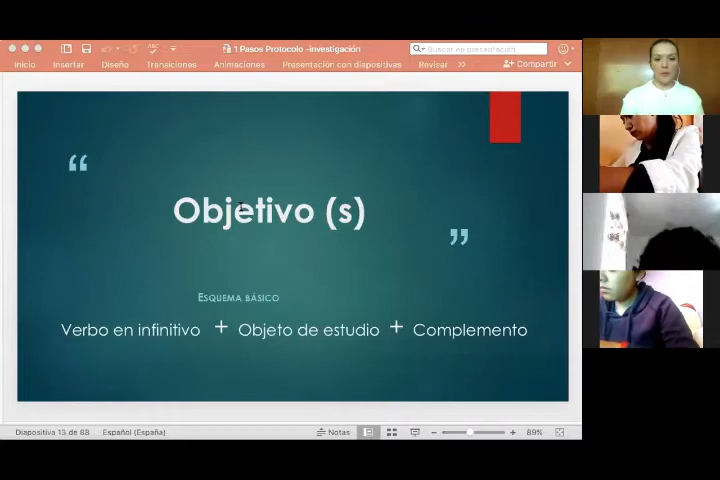 1 Pasos Protocolo -investigación
Buscar en presentación
Inicio Insertar Diseño Transiciones Animaciones Presentación con diapositivas Revisar >> Compartir
ABC
“
Objetivo (s)
”
ESQUEMA BÁSICO
Verbo en infinitivo + Objeto de estudio + Complemento
Diapositiva 13 de 68 Español (España) Notas 89%